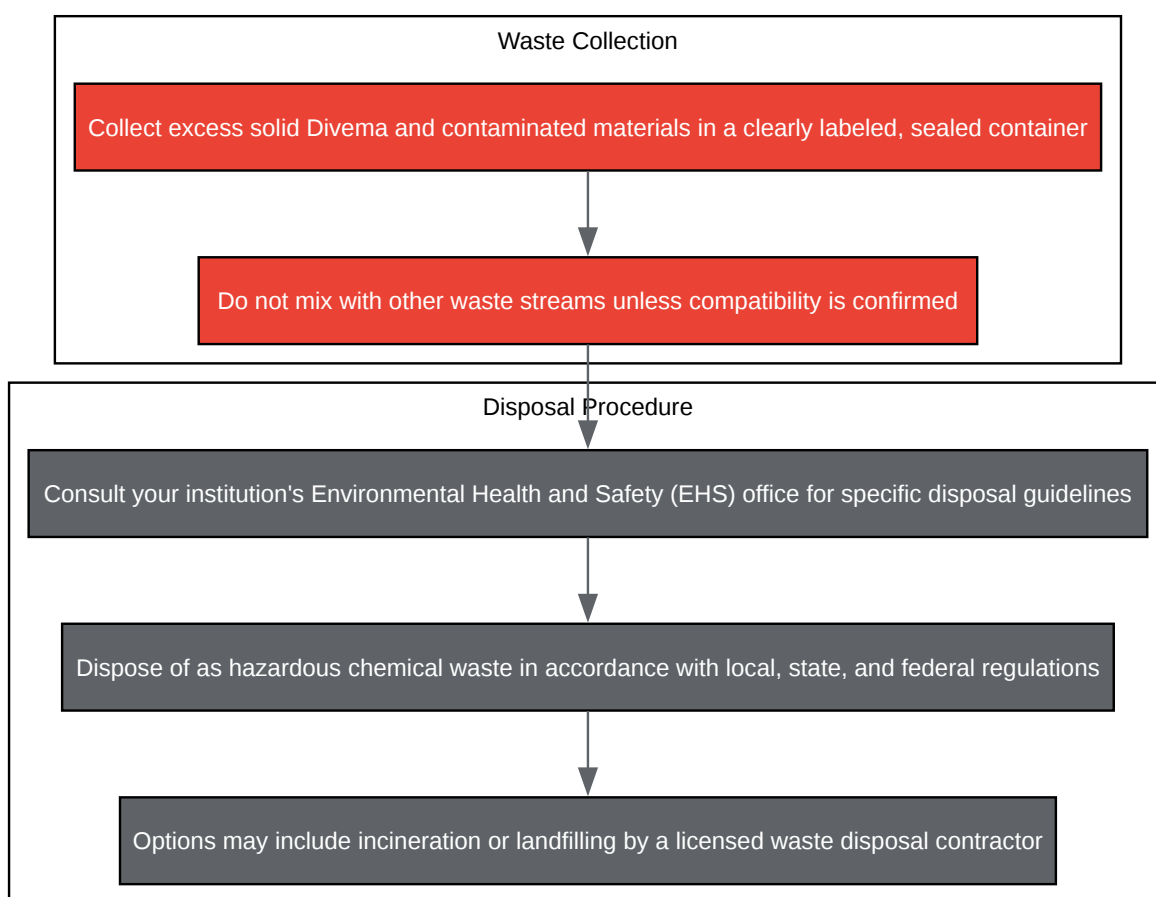 Waste Collection
Collect excess solid Divema and contaminated materials in a clearly labeled, sealed container
Do not mix with other waste streams unless compatibility is confirmed
Disposal Procedure
Consult your institution's Environmental Health and Safety (EHS) office for specific disposal guidelines
Dispose of as hazardous chemical waste in accordance with local, state, and federal regulations
Options may include incineration or landfilling by a licensed waste disposal contractor